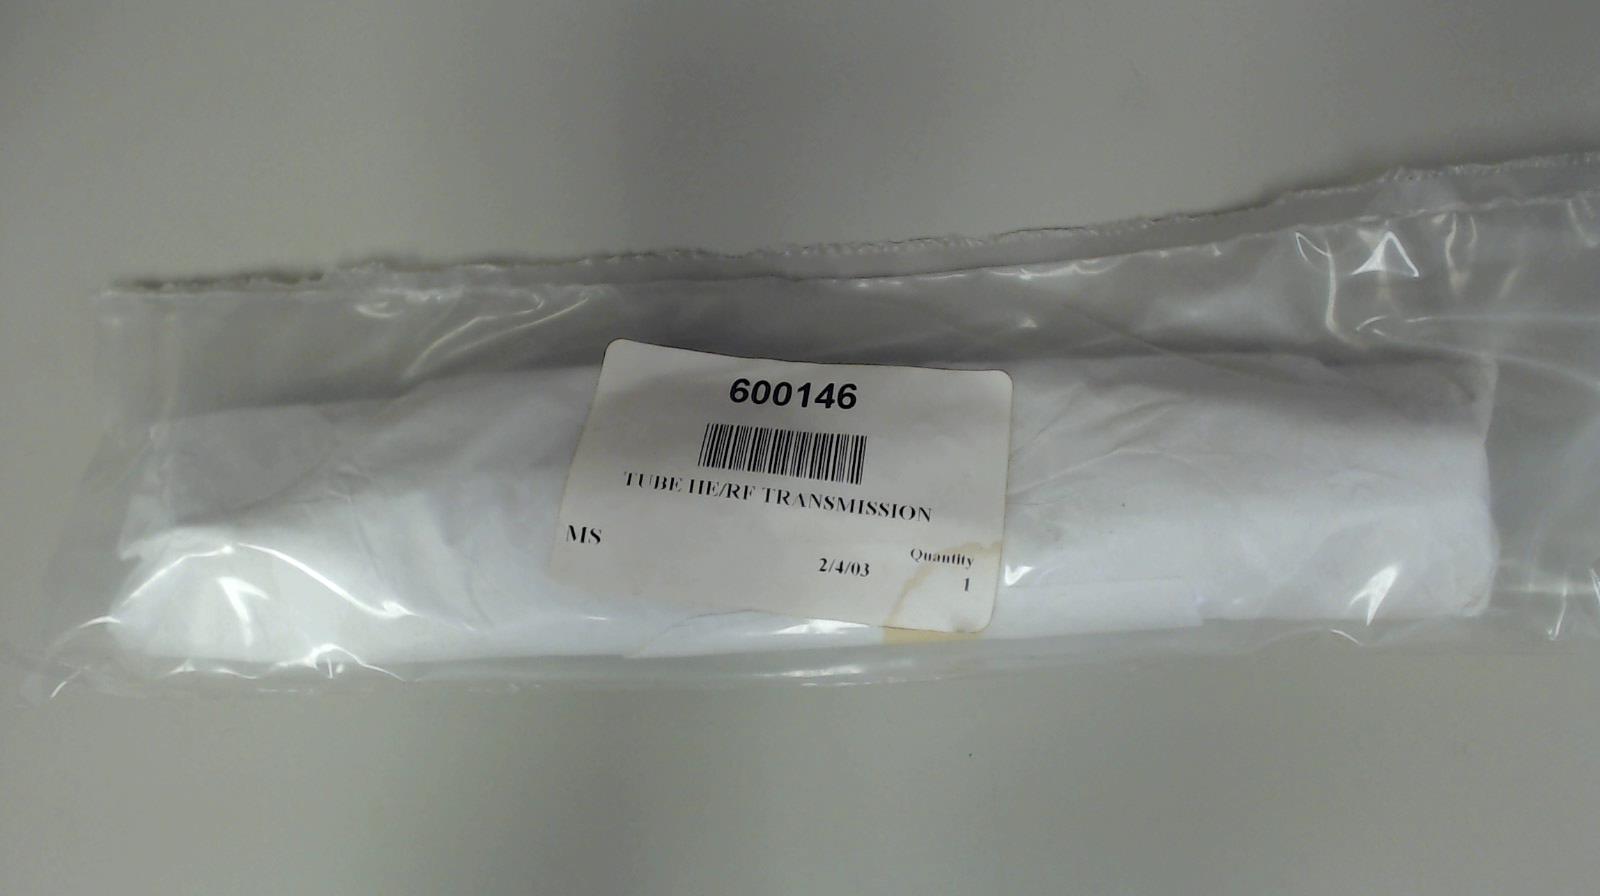 600146
TUBE HE/RF TRANSMISSION
MS
Quantity
2/4/03
1